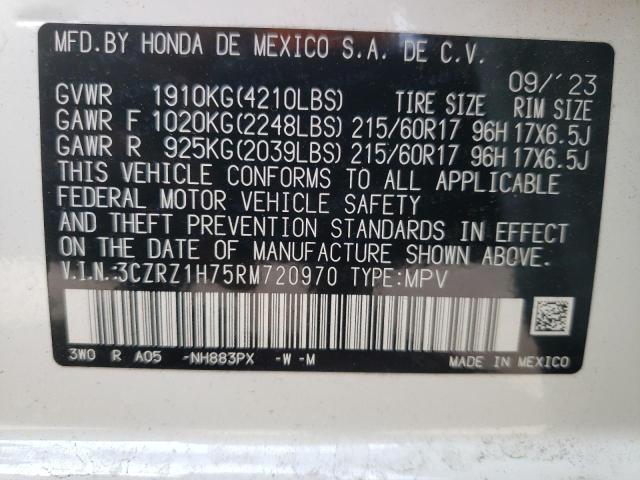 MFD.BY HONDA DE MEXICO S.A. DE C.V.
09/'23
GVWR 1910KG(4210LBS) TIRE SIZE RIM SIZE
GAWR F 1020KG(2248LBS) 215/60R17 96H 17X6.5J
GAWR R 925KG(2039LBS) 215/60R17 96H 17X6.5J
THIS VEHICLE CONFORMS TO ALL APPLICABLE
FEDERAL MOTOR VEHICLE SAFETY
AND THEFT PREVENTION STANDARDS IN EFFECT
ON THE DATE OF MANUFACTURE SHOWN ABOVE.
V.I.N.:3CZRZ1H75RM720970 TYPE:MPV
3W0 R A05 -NH883PX -W -M MADE IN MEXICO